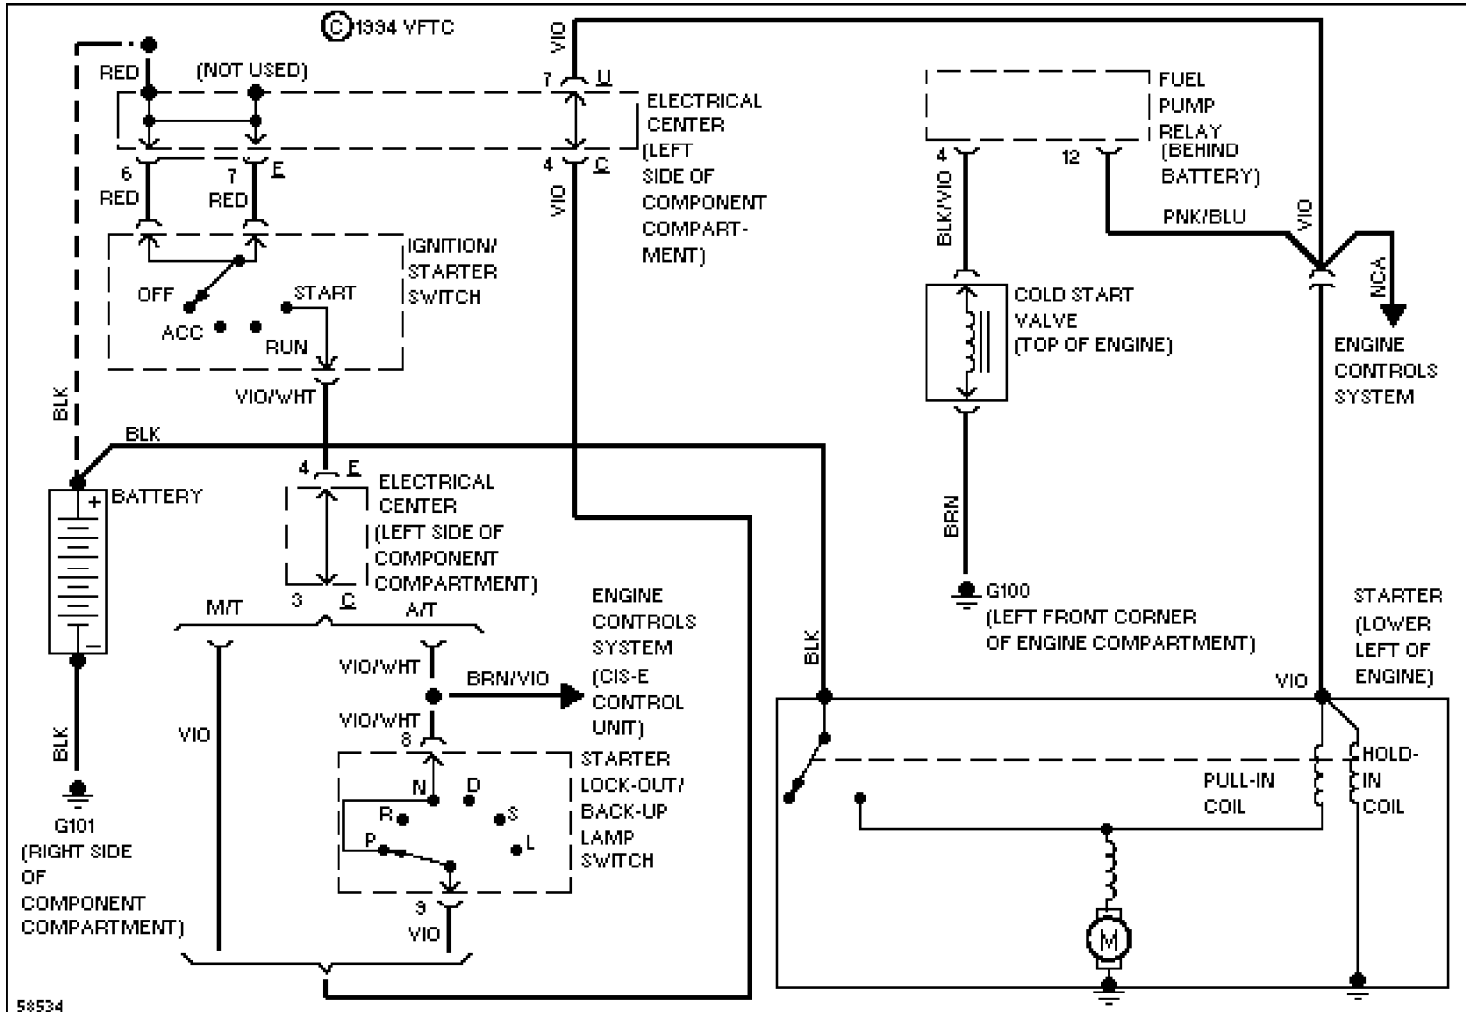 © 1994 VFTC
RED
(NOT USED)
VIO
7 U
ELECTRICAL
CENTER
(LEFT
SIDE OF
COMPONENT
COMPART-
MENT)
6
7 E
4 C
RED
RED
VIO
FUEL
PUMP
RELAY
(BEHIND
BATTERY)
4
12
BLK/VIO
PNK/BLU
VIO
NCA
IGNITION/
STARTER
SWITCH
OFF
START
ACC
RUN
VIO/WHT
COLD START
VALVE
(TOP OF ENGINE)
ENGINE
CONTROLS
SYSTEM
BLK
BLK
4 E
BATTERY
+
-
ELECTRICAL
CENTER
(LEFT SIDE OF
COMPONENT
COMPARTMENT)
3 C
BRN
G100
(LEFT FRONT CORNER
OF ENGINE COMPARTMENT)
M/T
A/T
ENGINE
CONTROLS
SYSTEM
(CIS-E
CONTROL
UNIT)
VIO/WHT
BRN/VIO
VIO/WHT
8
BLK
STARTER
(LOWER
LEFT OF
ENGINE)
VIO
BLK
VIO
N
D
R
S
P
L
STARTER
LOCK-OUT/
BACK-UP
LAMP
SWITCH
9
VIO
PULL-IN
COIL
HOLD-
IN
COIL
M
G101
(RIGHT SIDE
OF
COMPONENT
COMPARTMENT)
58534